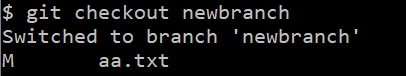 $ git checkout newbranch
Switched to branch 'newbranch'
M       aa.txt